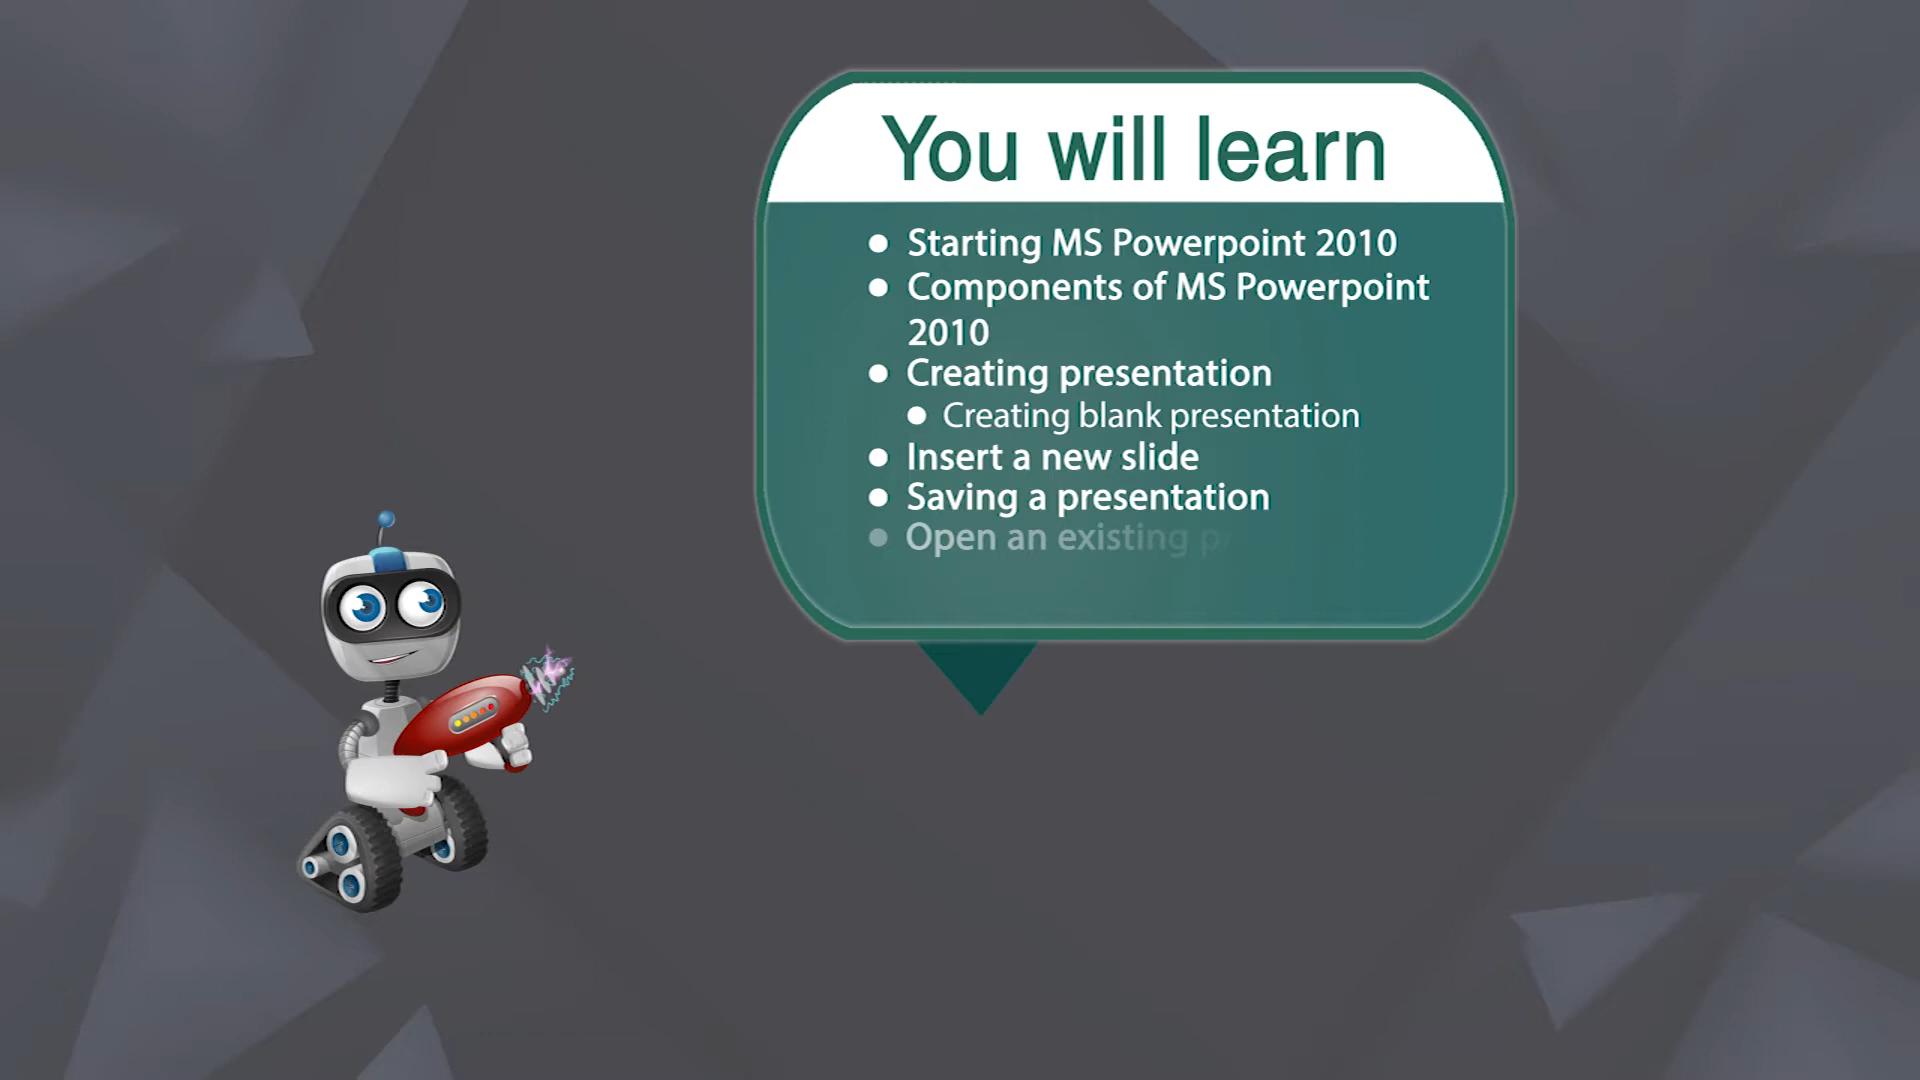 You will learn
● Starting MS Powerpoint 2010
● Components of MS Powerpoint
2010
● Creating presentation
● Creating blank presentation
● Insert a new slide
● Saving a presentation
● Open an existing